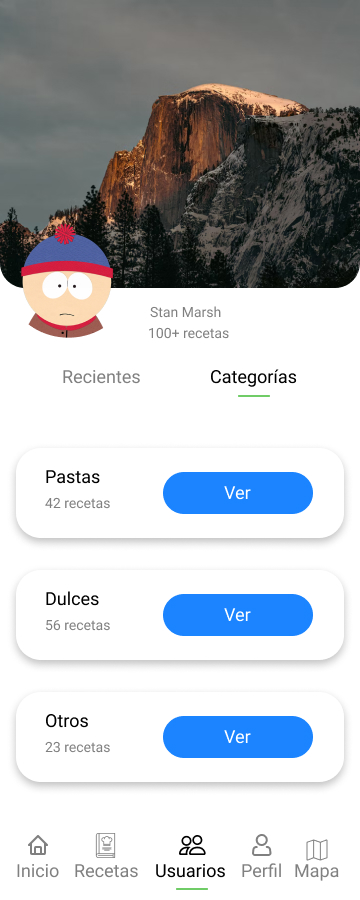 Stan Marsh
100+ recetas
Recientes Categorías
Pastas
42 recetas
Ver
Dulces
56 recetas
Ver
Otros
23 recetas
Ver
Inicio Recetas Usuarios Perfil Mapa